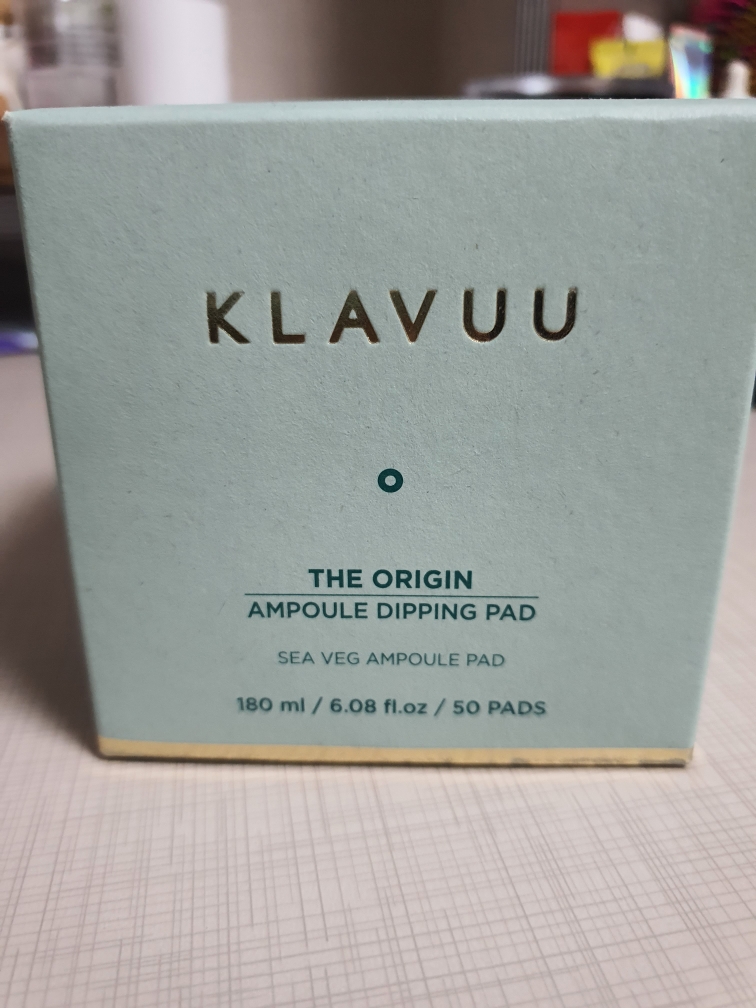 KLAVUU
THE ORIGIN
AMPOULE DIPPING PAD
SEA VEG AMPOULE PAD
180 ml / 6.08 fl.oz / 50 PADS